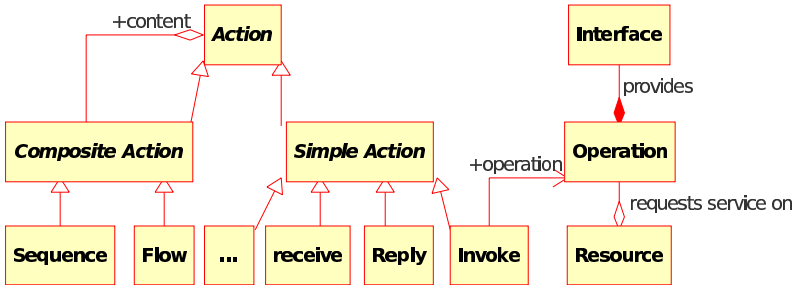 +content
Action
Interface
provides
Composite Action
Simple Action
+operation
Operation
requests service on
Sequence
Flow
...
receive
Reply
Invoke
Resource